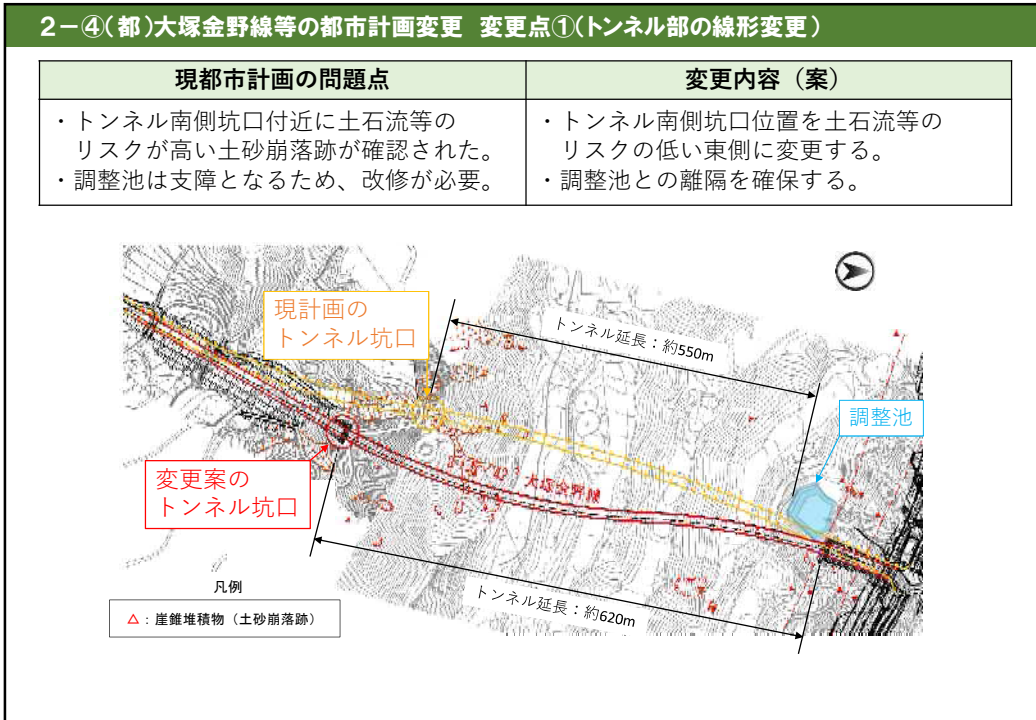 2-④(都)大塚金野線等の都市計画変更 変更点①(トンネル部の線形変更)
現都市計画の問題点
変更内容(案)
・トンネル南側坑口付近に土石流等の
リスクが高い土砂崩落跡が確認された。
・調整池は支障となるため、改修が必要。
・トンネル南側坑口位置を土石流等の
リスクの低い東側に変更する。
・調整池との離隔を確保する。
現計画の
トンネル坑口
トンネル延長：約550m
調整池
変更案の
トンネル坑口
大塚金野線
トンネル延長：約620m
凡例
△：崖錐堆積物（土砂崩落跡）